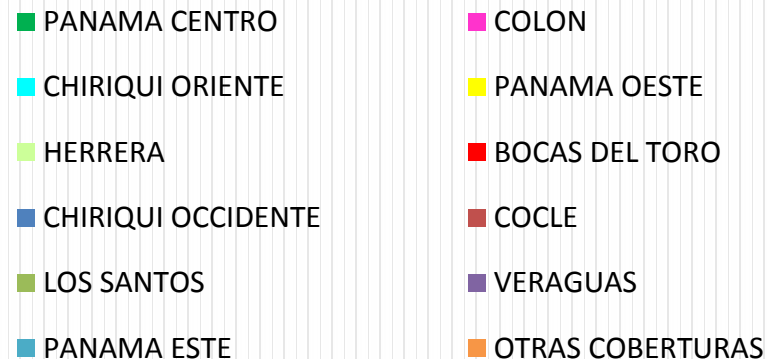 PANAMA CENTRO
COLON
CHIRIQUI ORIENTE
PANAMA OESTE
HERRERA
BOCAS DEL TORO
CHIRIQUI OCCIDENTE
COCLE
LOS SANTOS
VERAGUAS
PANAMA ESTE
OTRAS COBERTURAS